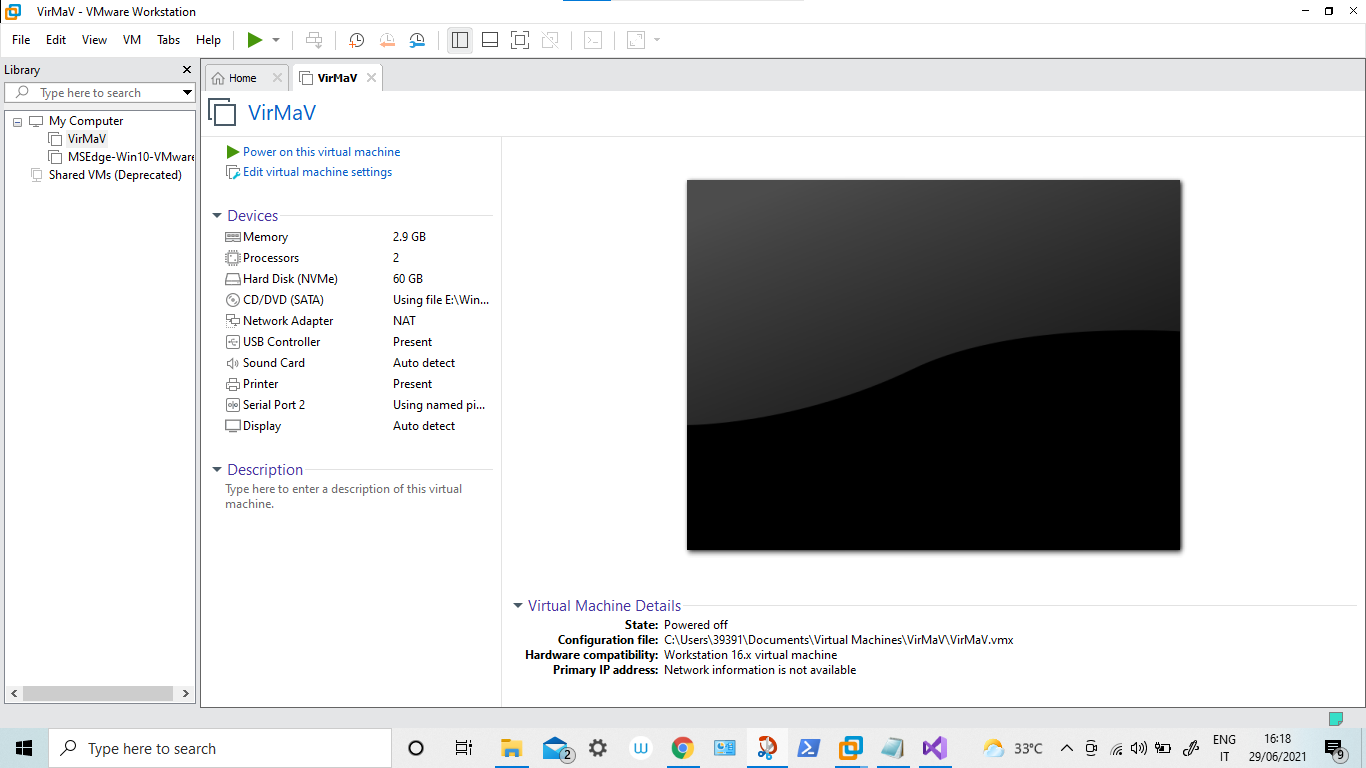 VirMaV - VMware Workstation
File Edit View VM Tabs Help
Library
Type here to search
My Computer
VirMaV
MSEdge-Win10-VMware
Shared VMs (Deprecated)
Home
VirMaV
VirMaV
Power on this virtual machine
Edit virtual machine settings
Devices
Memory 2.9 GB
Processors 2
Hard Disk (NVMe) 60 GB
CD/DVD (SATA) Using file E:\Win...
Network Adapter NAT
USB Controller Present
Sound Card Auto detect
Printer Present
Serial Port 2 Using named pi...
Display Auto detect
Description
Type here to enter a description of this virtual
machine.
Virtual Machine Details
State: Powered off
Configuration file: C:\Users\39391\Documents\Virtual Machines\VirMaV\VirMaV.vmx
Hardware compatibility: Workstation 16.x virtual machine
Primary IP address: Network information is not available
Type here to search
2
W
33°C
ENG
IT
16:18
29/06/2021
9